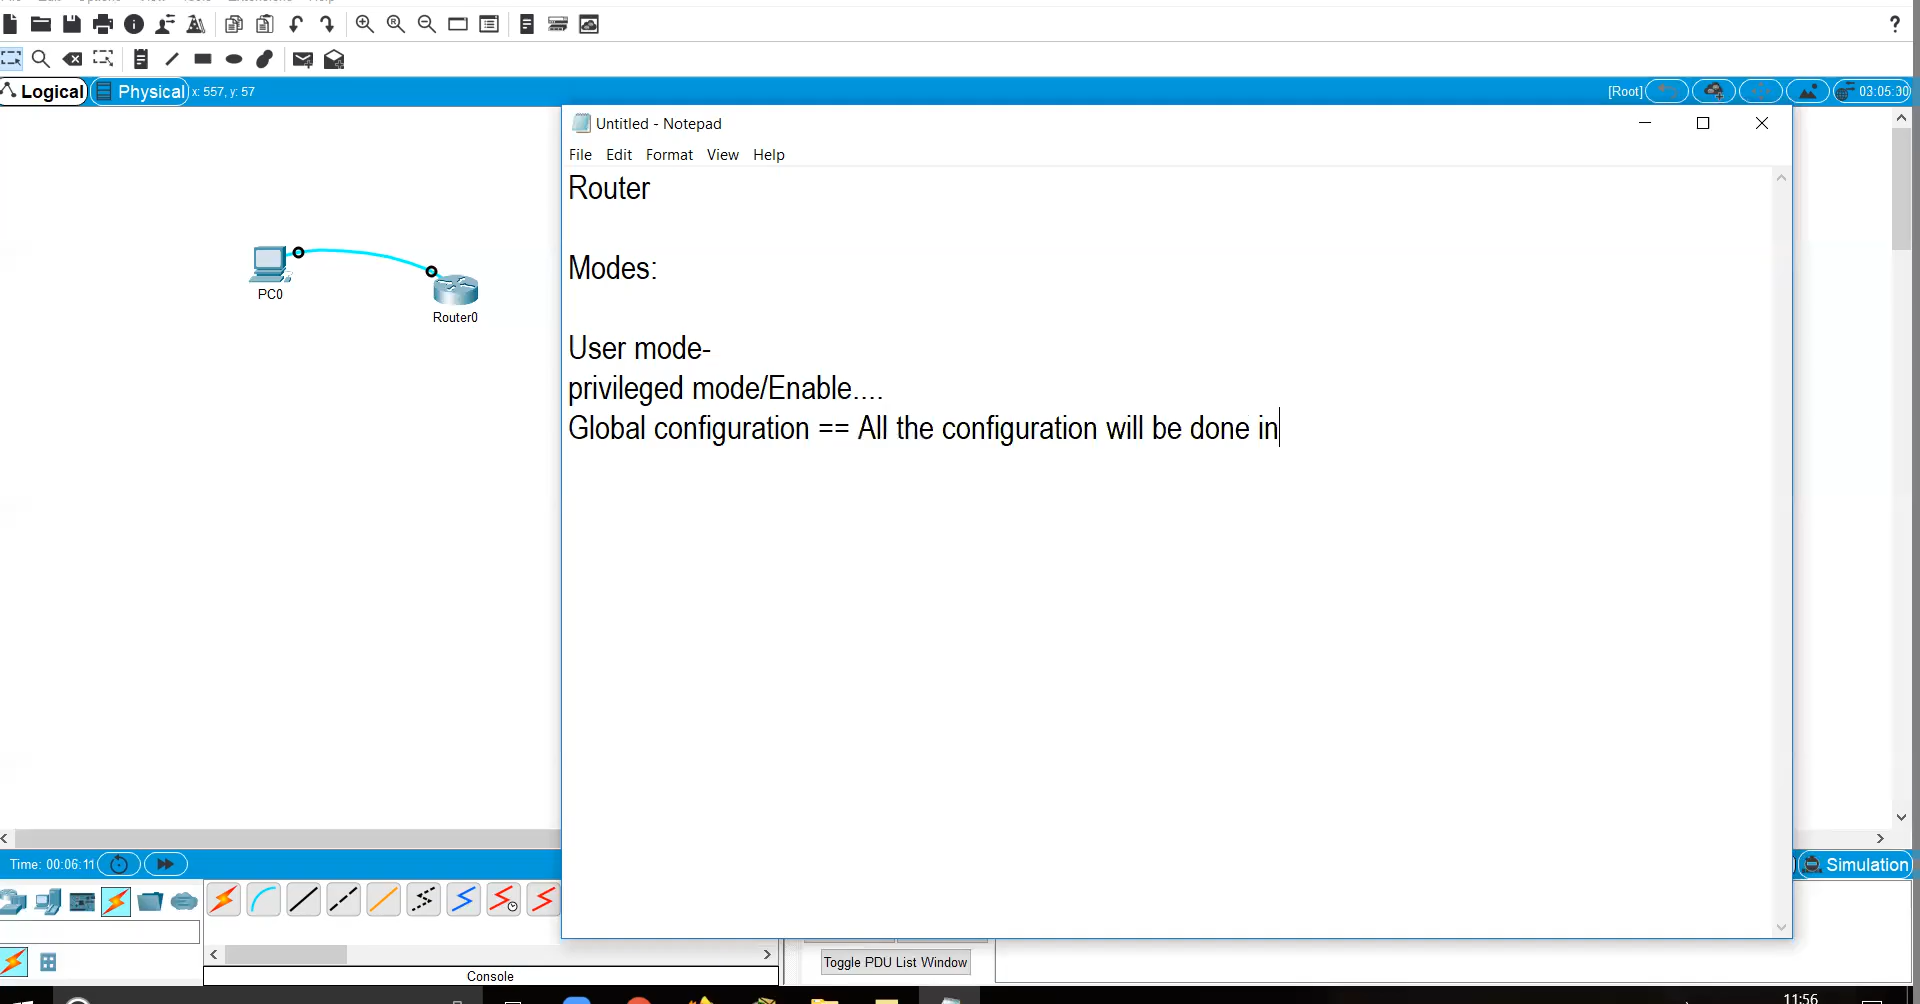 Logical
Physical
x: 557, y: 57
[Root]
03:05:30
Untitled - Notepad
File Edit Format View Help
Router
Modes:
User mode-
privileged mode/Enable....
Global configuration == All the configuration will be done in
PC0
Router0
Time: 00:06:11
Simulation
Toggle PDU List Window
Console
11:56